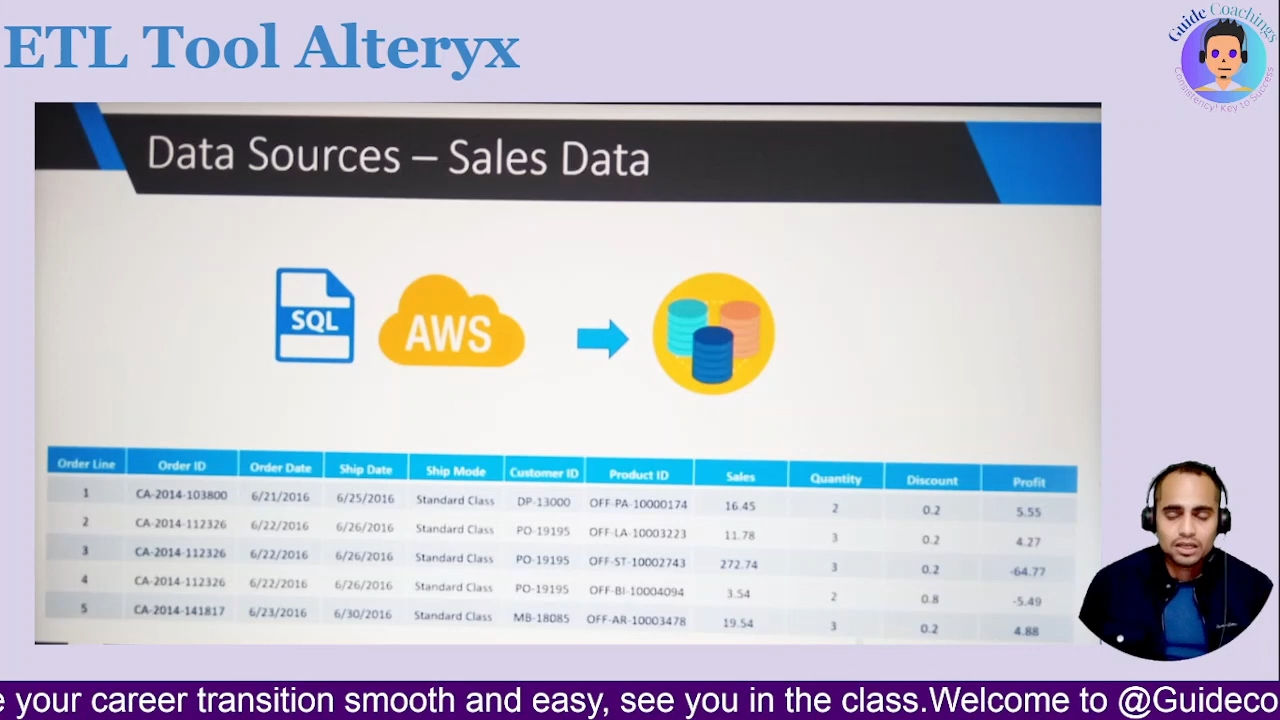 ETL Tool Alteryx
Guide Coachings
Consistency! Key to Success
Data Sources – Sales Data
SQL
AWS
Order Line Order ID Order Date Ship Date Ship Mode Customer ID Product ID Sales Quantity Discount Profit
1 CA-2014-103800 6/21/2016 6/25/2016 Standard Class DP-13000 OFF-PA-10000174 16.45 2 0.2 5.55
2 CA-2014-112326 6/22/2016 6/26/2016 Standard Class PO-19195 OFF-LA-10003223 11.78 3 0.2 4.27
3 CA-2014-112326 6/22/2016 6/26/2016 Standard Class PO-19195 OFF-ST-10002743 272.74 3 0.2 -64.77
4 CA-2014-112326 6/22/2016 6/26/2016 Standard Class PO-19195 OFF-BI-10004094 3.54 2 0.8 -5.49
5 CA-2014-141817 6/23/2016 6/30/2016 Standard Class MB-18085 OFF-AR-10003478 19.54 3 0.2 4.88
e your career transition smooth and easy, see you in the class.Welcome to @Guideco